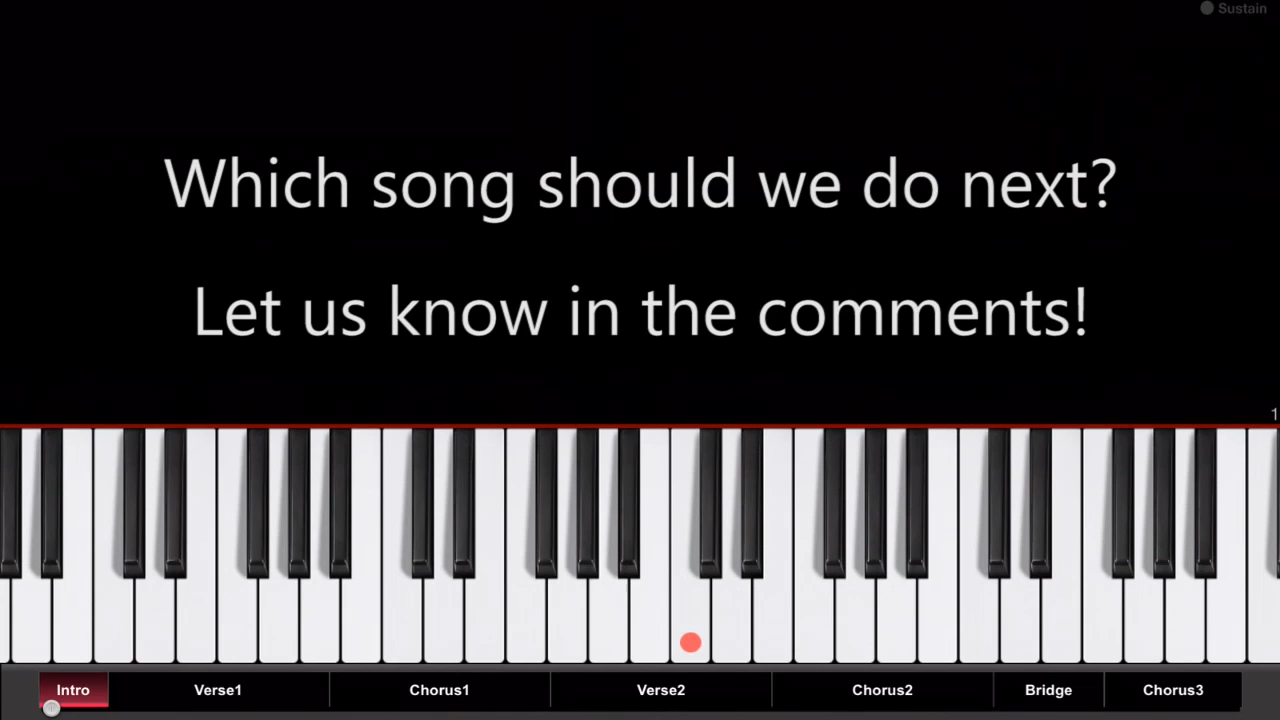 Sustain
Which song should we do next?
Let us know in the comments!
1
Intro Verse1 Chorus1 Verse2 Chorus2 Bridge Chorus3